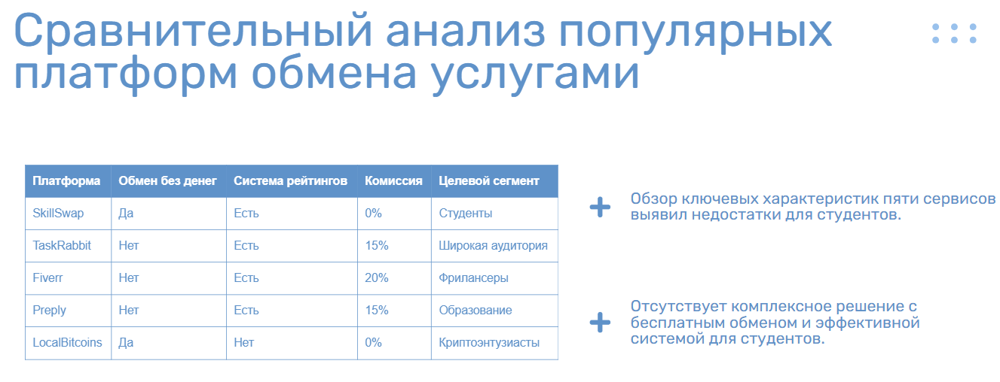 Сравнительный анализ популярных
платформ обмена услугами
Платформа Обмен без денег Система рейтингов Комиссия Целевой сегмент
SkillSwap Да Есть 0% Студенты
TaskRabbit Нет Есть 15% Широкая аудитория
Fiverr Нет Есть 20% Фрилансеры
Preply Нет Есть 15% Образование
LocalBitcoins Да Нет 0% Криптоэнтузиасты
Обзор ключевых характеристик пяти сервисов
выявил недостатки для студентов.
Отсутствует комплексное решение с
бесплатным обменом и эффективной
системой для студентов.